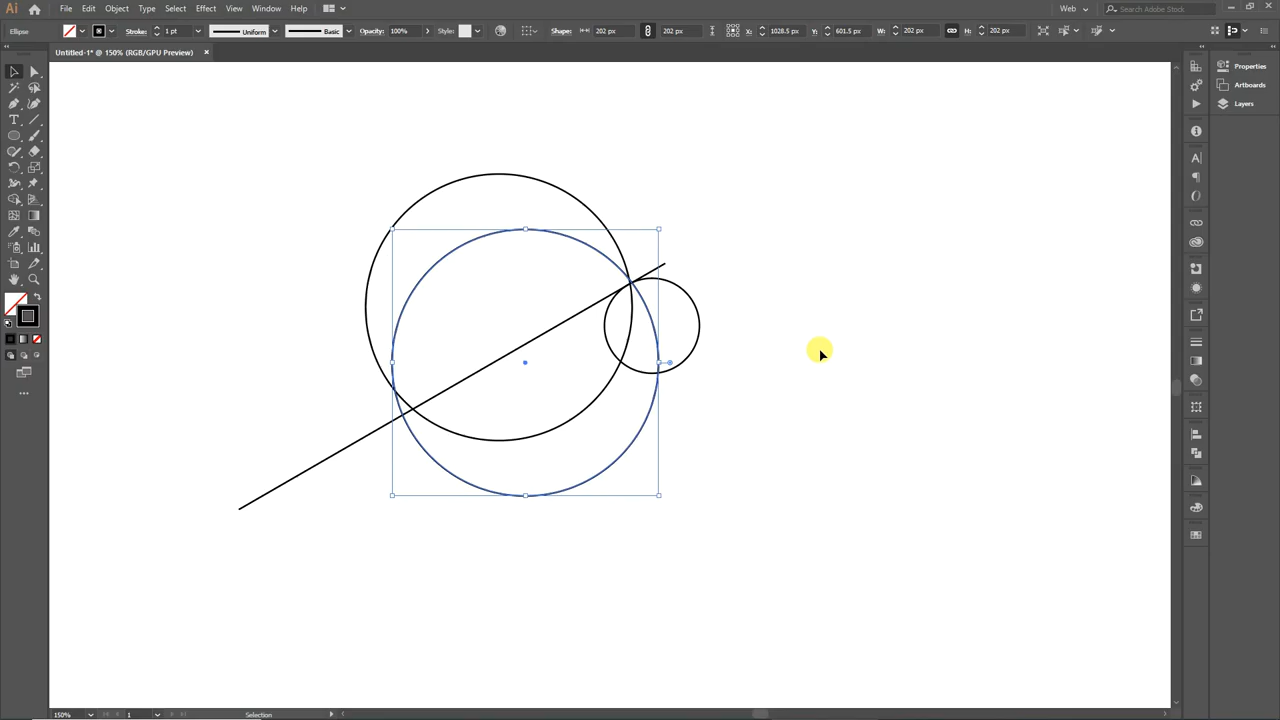 Ai File Edit Object Type Select Effect View Window Help Web Search Adobe Stock
Ellipse Stroke: 1 pt Uniform Basic Opacity: 100% Style: Shape: 202 px 202 px X: 1028.5 px Y: 601.5 px W: 202 px H: 202 px
Untitled-1* @ 150% (RGB/GPU Preview) ×
Properties
Artboards
Layers
150% 1 Selection